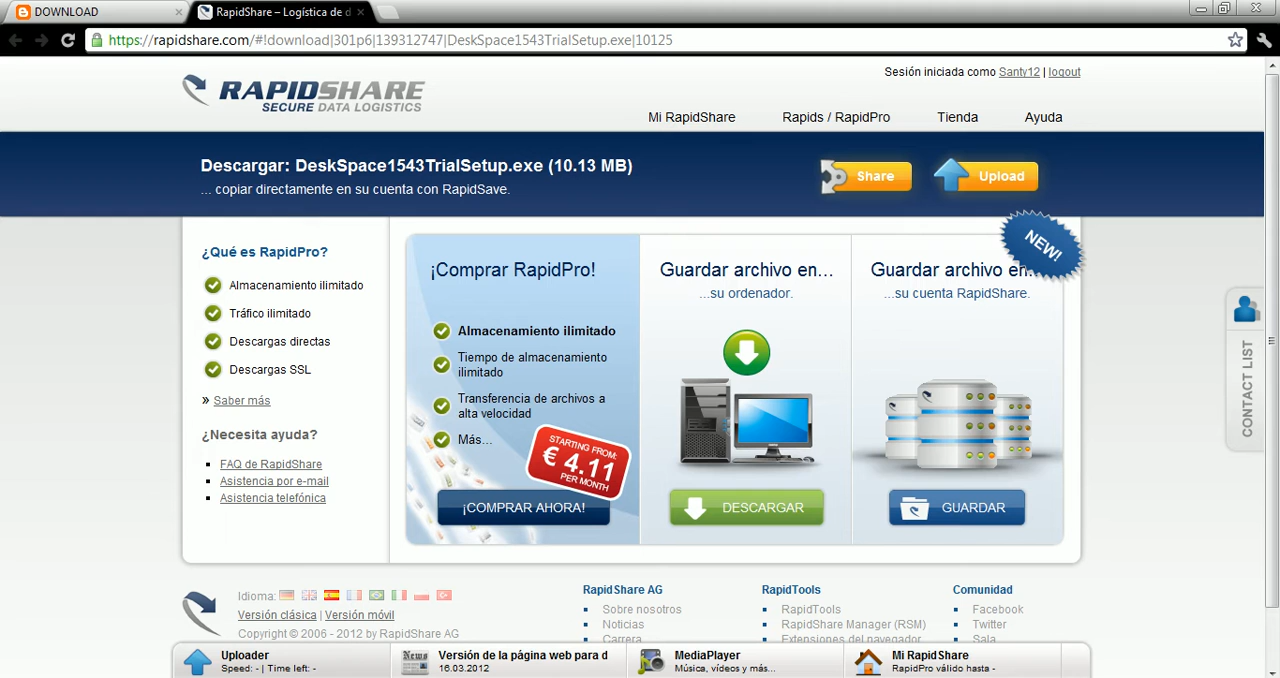 DOWNLOAD
RapidShare – Logística de d
https://rapidshare.com/#!download|301p6|139312747|DeskSpace1543TrialSetup.exe|10125
Sesión iniciada como Santy12 | logout
RAPIDSHARE
SECURE DATA LOGISTICS
Mi RapidShare Rapids / RapidPro Tienda Ayuda
Descargar: DeskSpace1543TrialSetup.exe (10.13 MB)
... copiar directamente en su cuenta con RapidSave.
Share
Upload
NEW!
¿Qué es RapidPro?
Almacenamiento ilimitado
Tráfico ilimitado
Descargas directas
Descargas SSL
» Saber más
¿Necesita ayuda?
FAQ de RapidShare
Asistencia por e-mail
Asistencia telefónica
¡Comprar RapidPro!
Almacenamiento ilimitado
Tiempo de almacenamiento
ilimitado
Transferencia de archivos a
alta velocidad
Más...
STARTING FROM:
€ 4.11
PER MONTH
¡COMPRAR AHORA!
Guardar archivo en...
...su ordenador.
DESCARGAR
Guardar archivo en...
...su cuenta RapidShare.
GUARDAR
CONTACT LIST
Idioma:
Versión clásica | Versión móvil
Copyright © 2006 - 2012 by RapidShare AG
RapidShare AG
Sobre nosotros
Noticias
Carrera
RapidTools
RapidTools
RapidShare Manager (RSM)
Extensiones del navegador
Comunidad
Facebook
Twitter
Sala
Uploader
Speed: - | Time left: -
News
Versión de la página web para d
16.03.2012
MediaPlayer
Música, vídeos y más...
Mi RapidShare
RapidPro válido hasta -